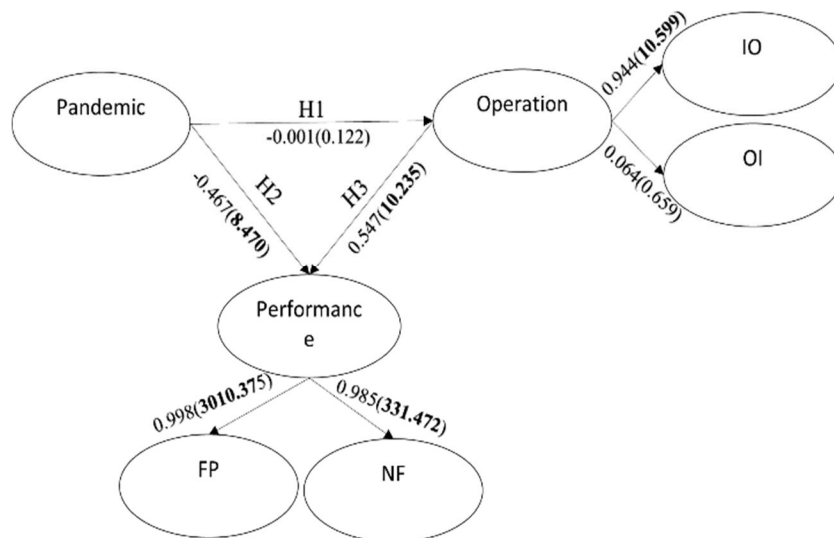 Pandemic
H1
-0.001(0.122)
Operation
0.944(10.599)
IO
0.064(0.659)
OI
-0.467(8.470)
H2
H3
0.547(10.235)
Performanc
e
0.998(3010.375)
0.985(331.472)
FP
NF